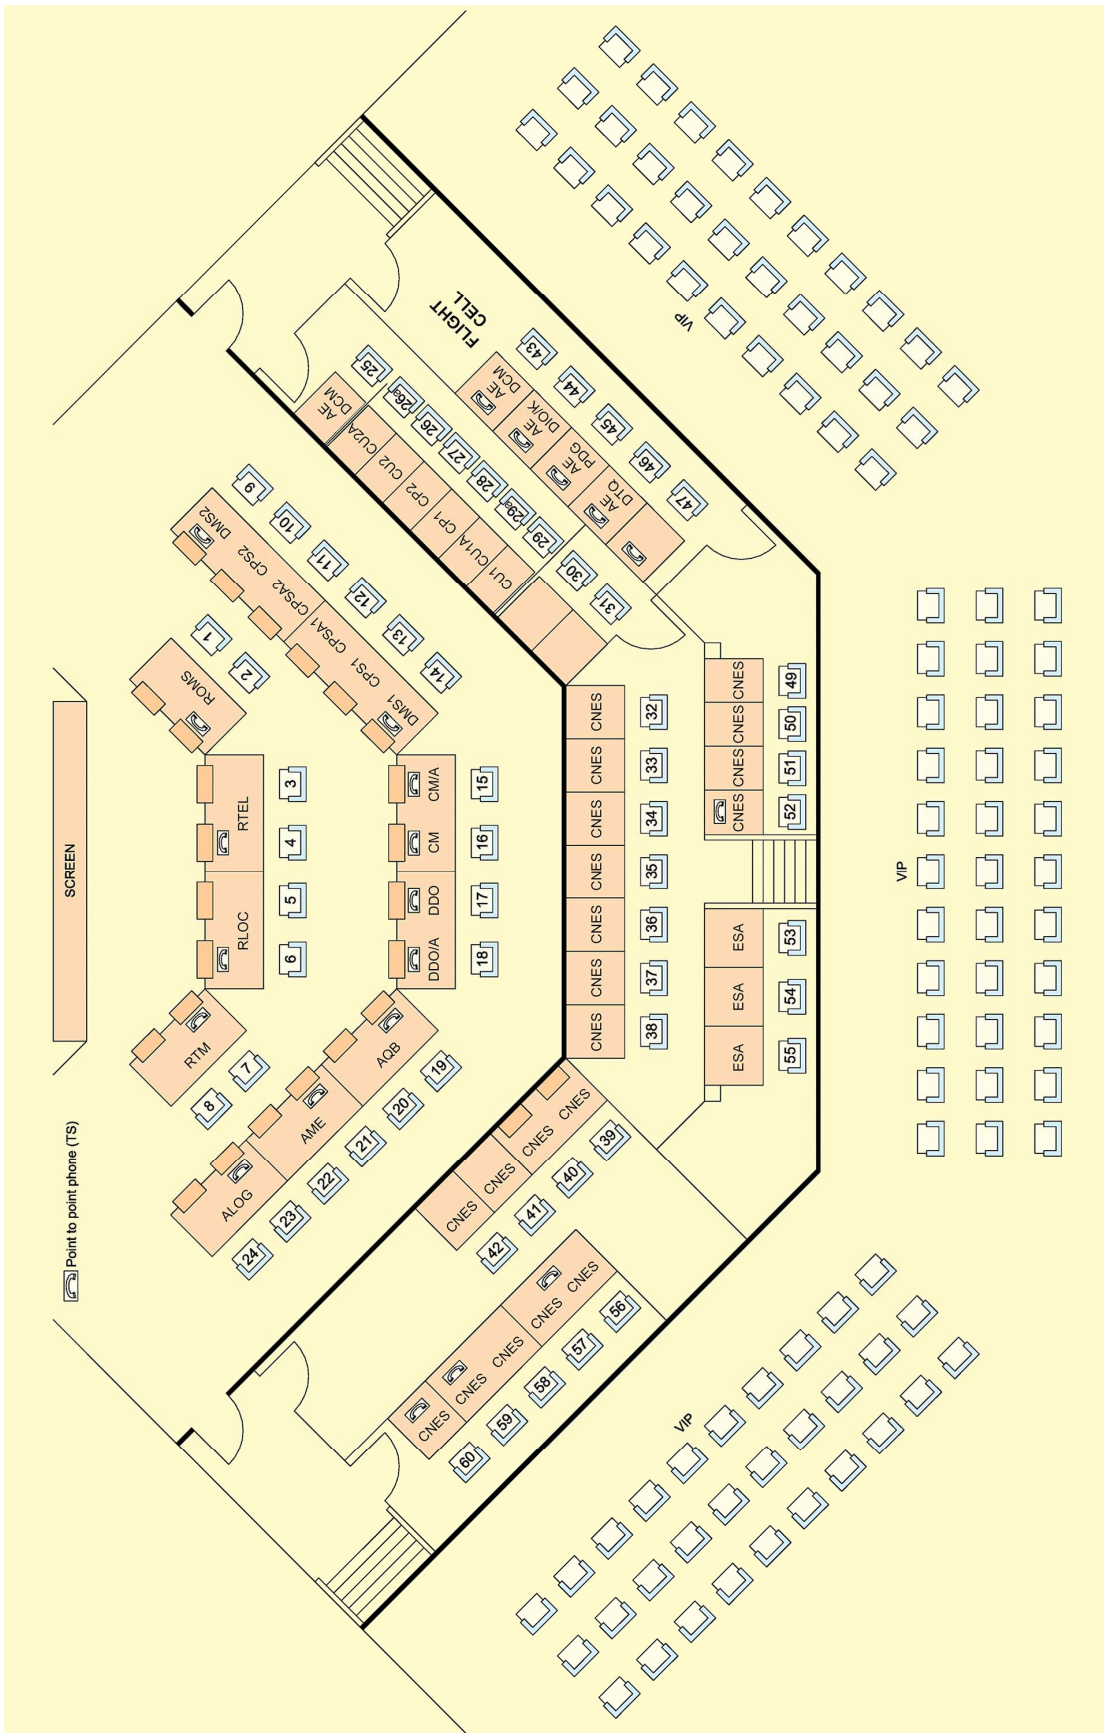 SCREEN
Point to point phone (TS)
ROMS
1
2
RTEL
3
4
RLOC
5
6
RTM
7
8
DMS2
CPS2
CPSA2
CPSA1
CPS1
DMS1
9
10
11
12
13
14
CM/A
CM
DDO
DDO/A
15
16
17
18
AQB
AME
ALOG
19
20
21
22
23
24
AE
DCM
CU2A
CU2
CP2
CP1
CU1A
CU1
25
26a
26
27
28
29a
29
30
31
FLIGHT
CELL
AE
DCM
AE
DIO/K
AE
PDG
AE
DTQ
43
44
45
46
47
CNES
CNES
CNES
CNES
CNES
CNES
CNES
32
33
34
35
36
37
38
CNES
CNES
CNES
CNES
39
40
41
42
CNES
CNES
CNES
CNES
49
50
51
52
ESA
ESA
ESA
53
54
55
CNES
CNES
CNES
CNES
CNES
56
57
58
59
60
VIP
VIP
VIP